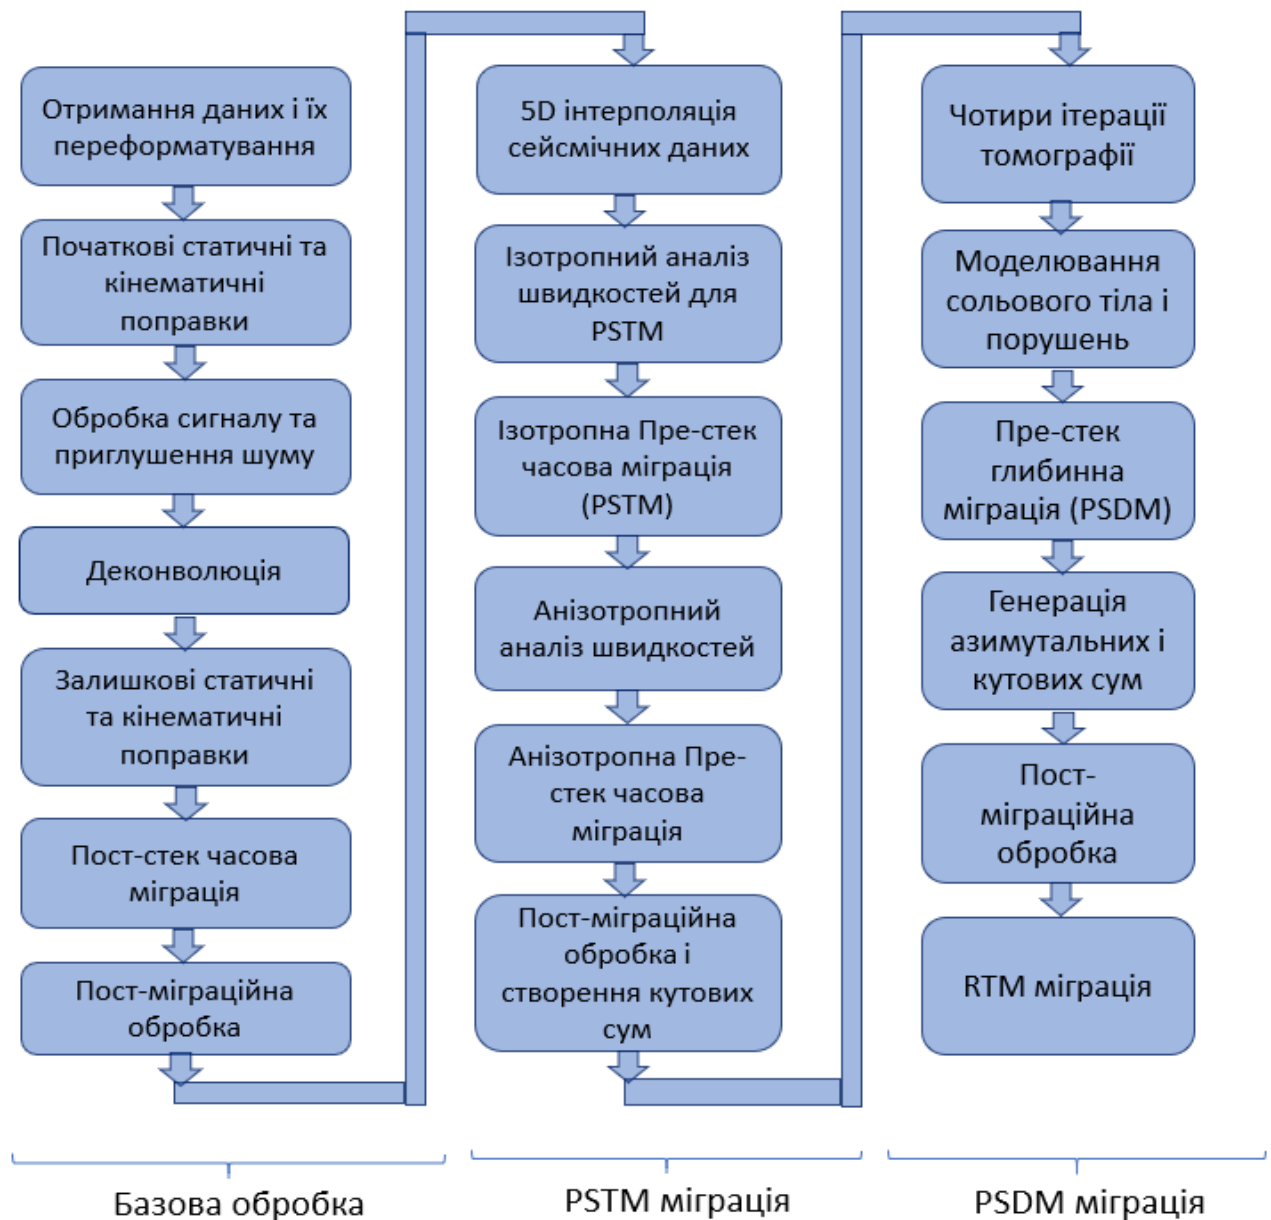 Отримання даних і їх
переформатування
Початкові статичні та
кінематичні
поправки
Обробка сигналу та
приглушення шуму
Деконволюція
Залишкові статичні
та кінематичні
поправки
Пост-стек часова
міграція
Пост-міграційна
обробка
Базова обробка
5D інтерполяція
сейсмічних даних
Ізотропний аналіз
швидкостей для
PSTM
Ізотропна Пре-стек
часова міграція
(PSTM)
Анізотропний
аналіз швидкостей
Анізотропна Пре-
стек часова
міграція
Пост-міграційна
обробка і
створення кутових
сум
PSTM міграція
Чотири ітерації
томографії
Моделювання
сольового тіла і
порушень
Пре-стек
глибинна
міграція (PSDM)
Генерація
азимутальних і
кутових сум
Пост-
міграційна
обробка
RTM міграція
PSDM міграція